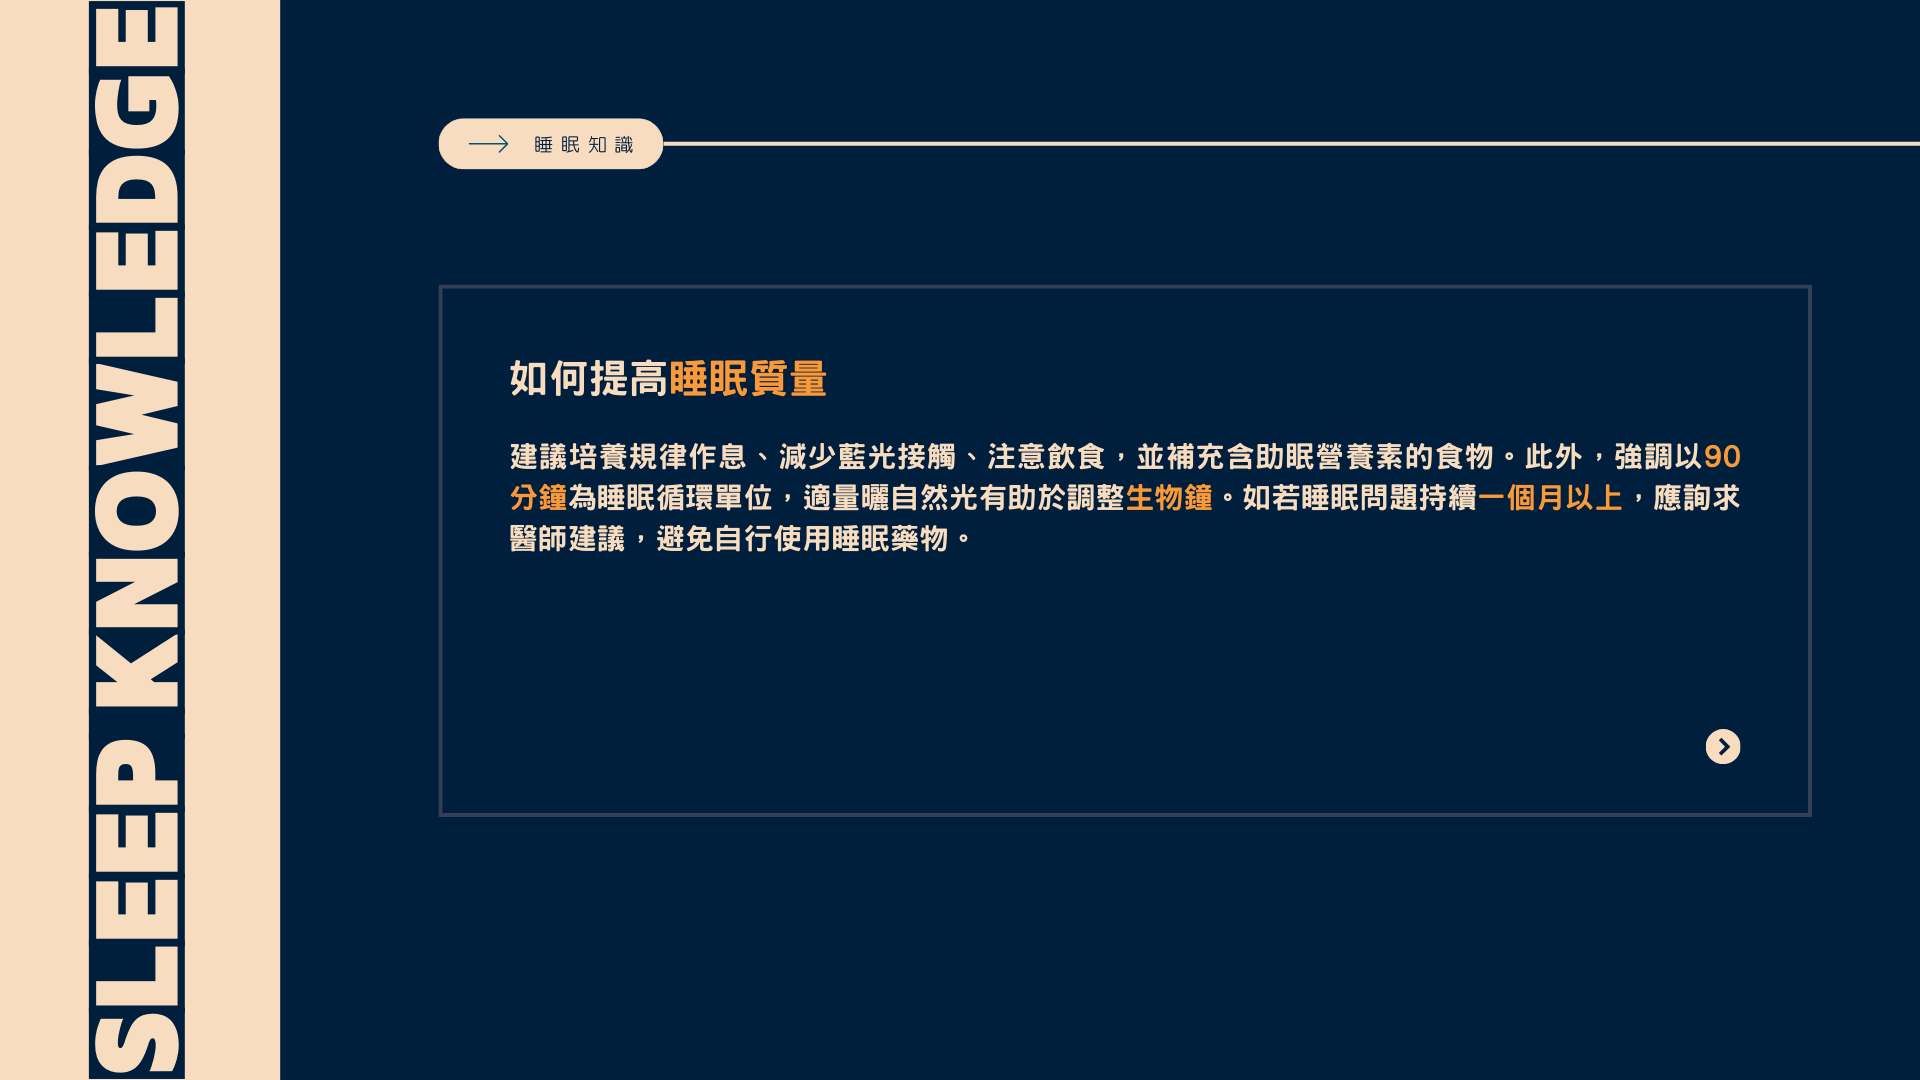 SLEEP KNOWLEDGE
睡眠知識
如何提高睡眠質量
建議培養規律作息、減少藍光接觸、注意飲食，並補充含助眠營養素的食物。此外，強調以90
分鐘為睡眠循環單位，適量曬自然光有助於調整生物鐘。如若睡眠問題持續一個月以上，應詢求
醫師建議，避免自行使用睡眠藥物。